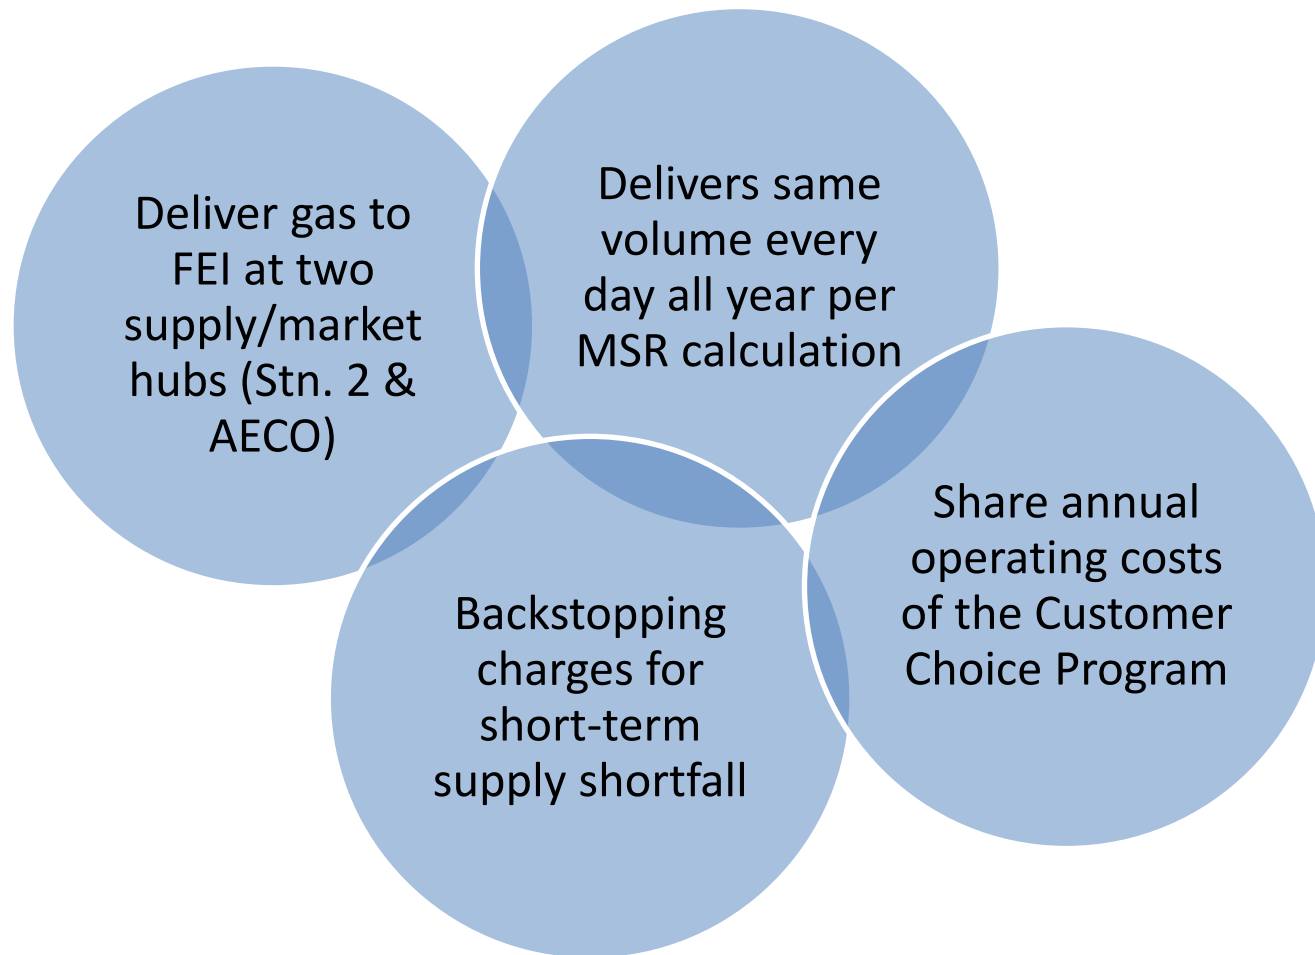 Deliver gas to
FEI at two
supply/market
hubs (Stn. 2 &
AECO)
Delivers same
volume every
day all year per
MSR calculation
Backstopping
charges for
short-term
supply shortfall
Share annual
operating costs
of the Customer
Choice Program